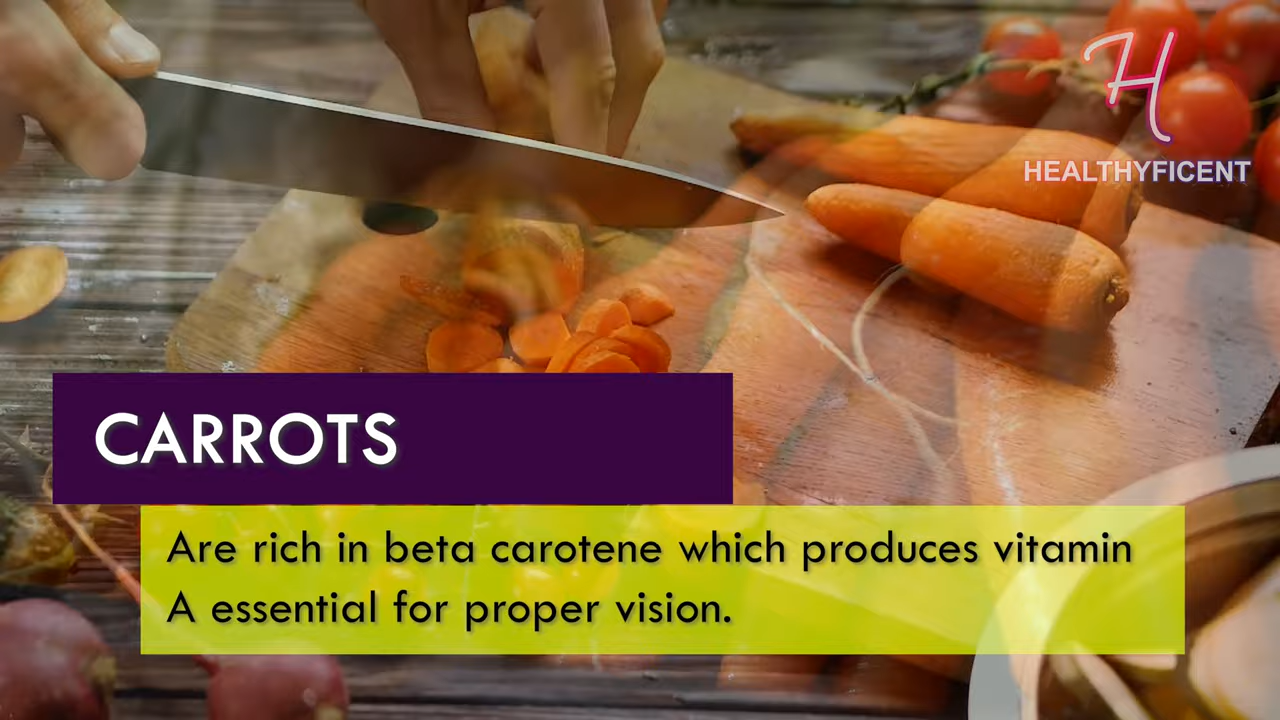 H
HEALTHYFICENT
CARROTS
Are rich in beta carotene which produces vitamin
A essential for proper vision.